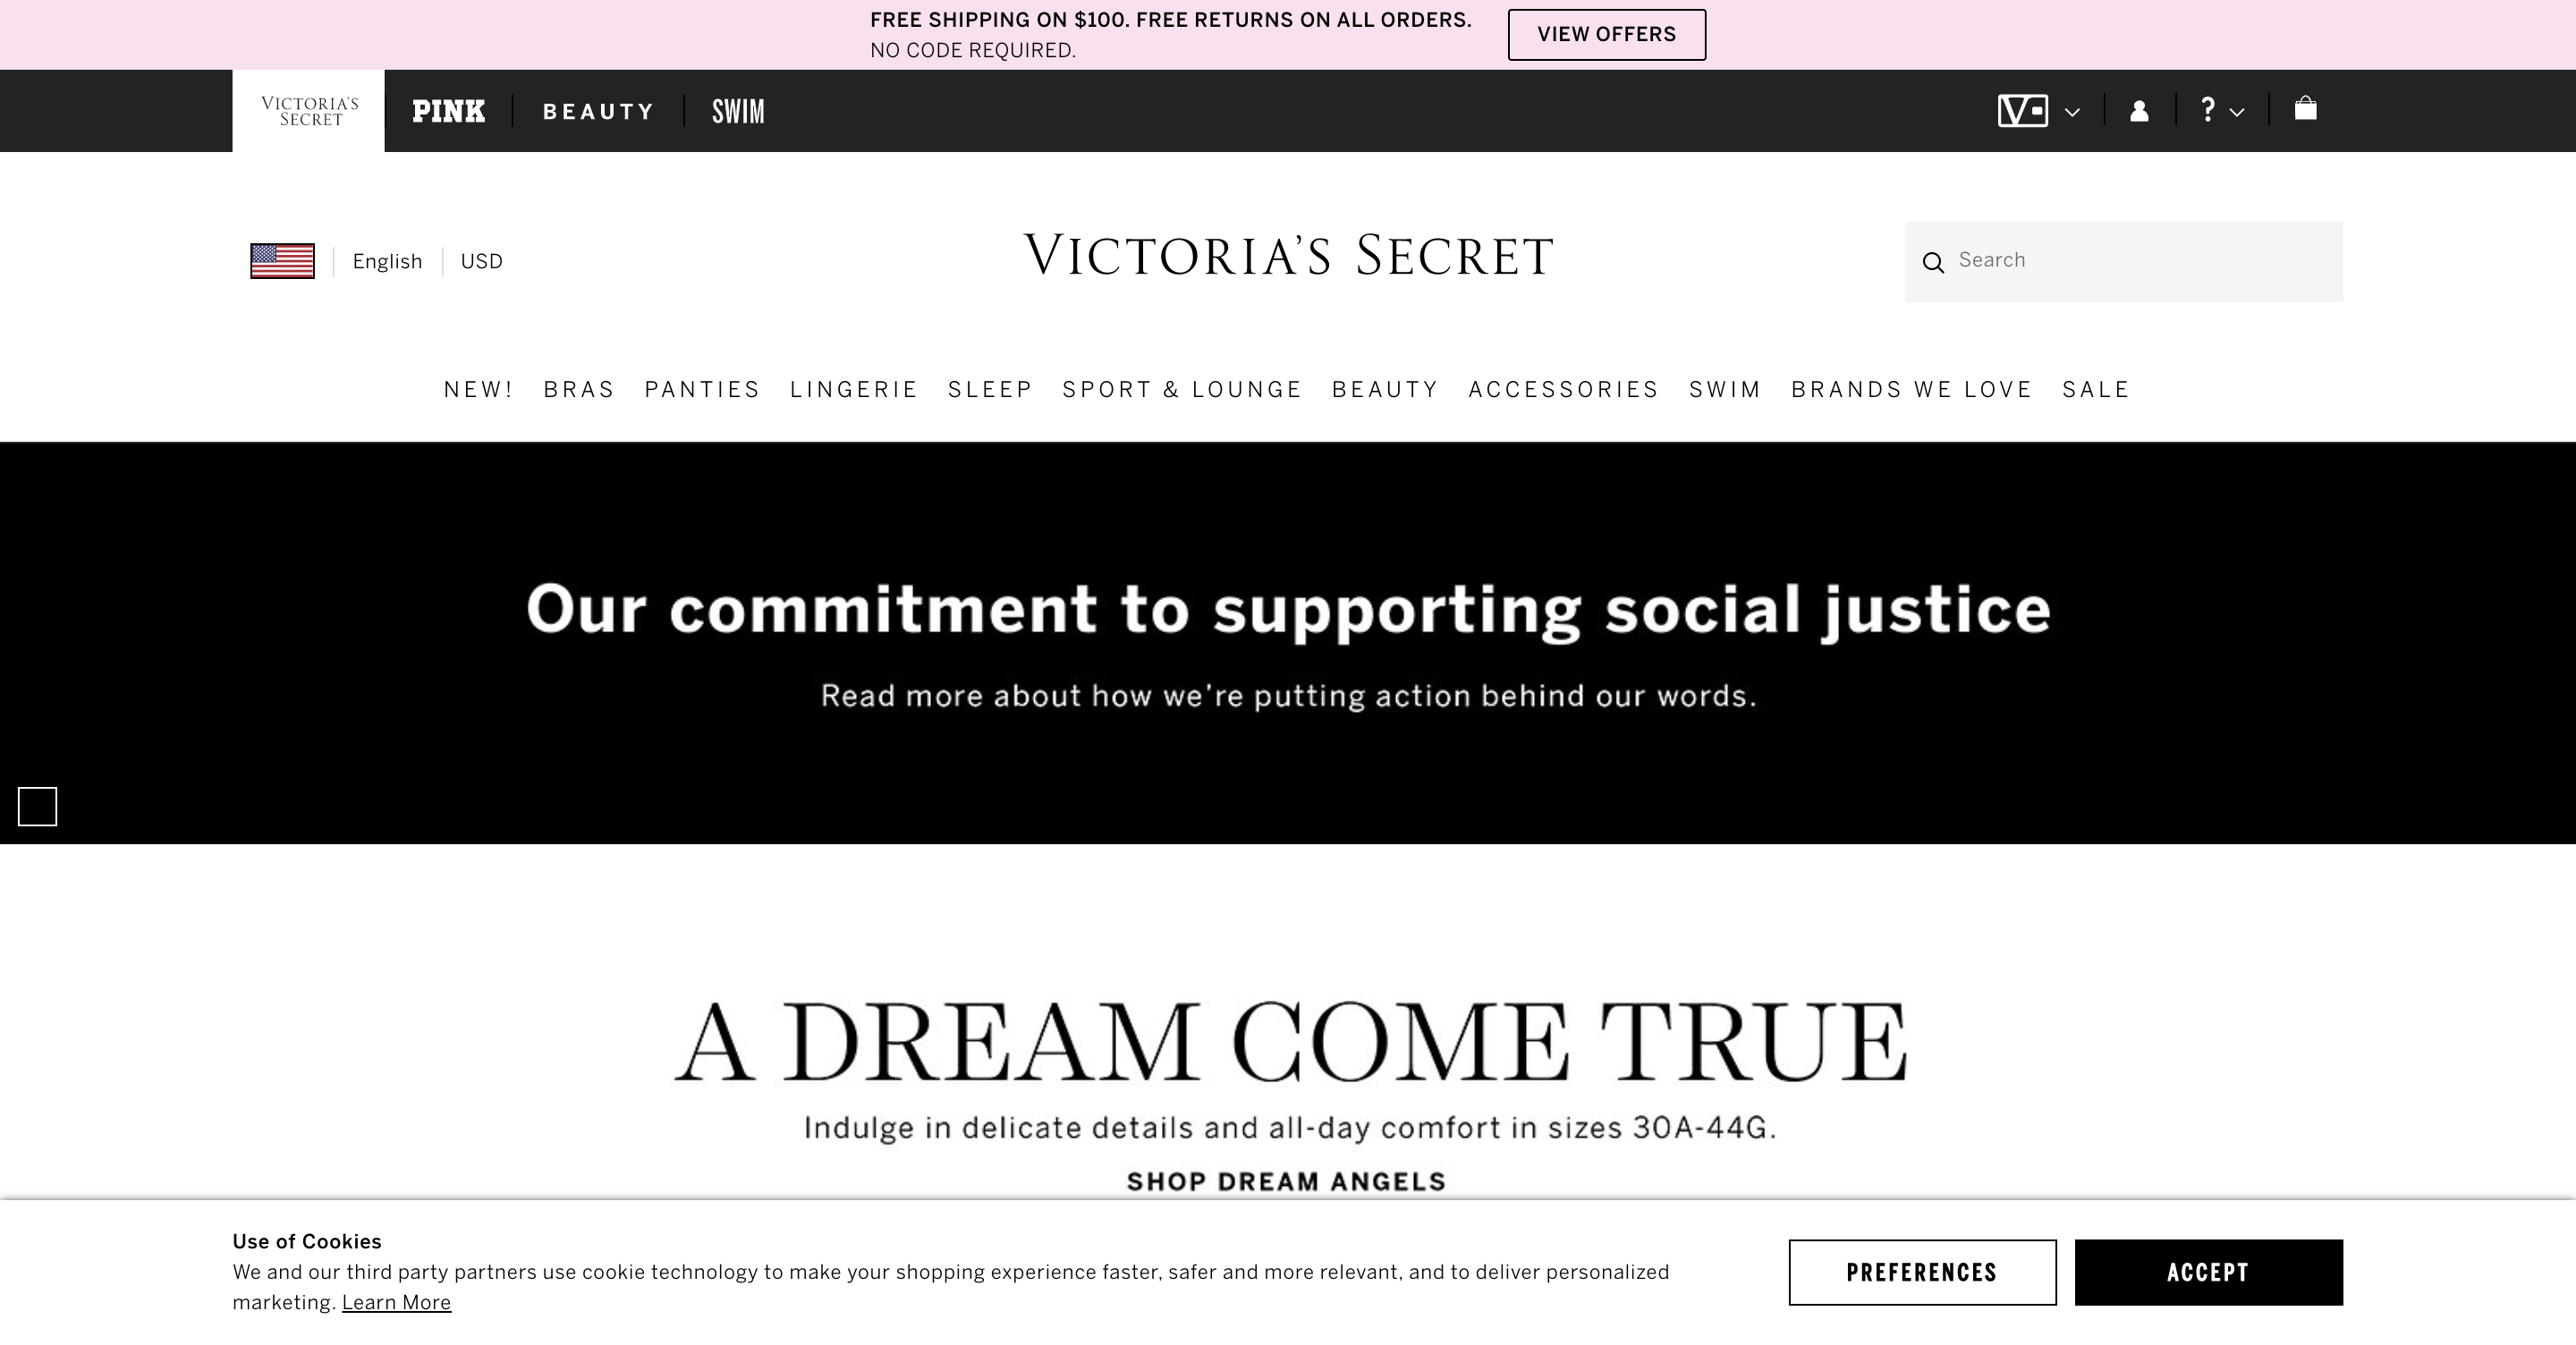 FREE SHIPPING ON $100. FREE RETURNS ON ALL ORDERS.
NO CODE REQUIRED.
VIEW OFFERS
VICTORIA'S
SECRET
PINK
BEAUTY
SWIM
?
English
USD
VICTORIA'S SECRET
Search
NEW! BRAS PANTIES LINGERIE SLEEP SPORT & LOUNGE BEAUTY ACCESSORIES SWIM BRANDS WE LOVE SALE
Our commitment to supporting social justice
Read more about how we're putting action behind our words.
A DREAM COME TRUE
Indulge in delicate details and all-day comfort in sizes 30A-44G.
SHOP DREAM ANGELS
Use of Cookies
We and our third party partners use cookie technology to make your shopping experience faster, safer and more relevant, and to deliver personalized
marketing. Learn More
PREFERENCES
ACCEPT